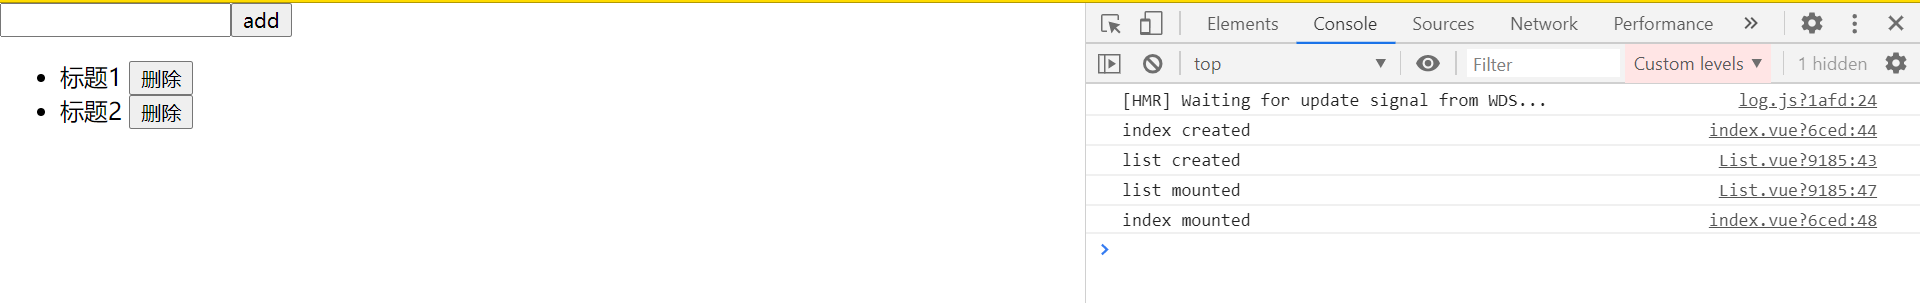 add
标题1 删除
标题2 删除
Elements Console Sources Network Performance »
top ▼ Filter Custom levels ▼ 1 hidden
[HMR] Waiting for update signal from WDS... log.js?1afd:24
index created index.vue?6ced:44
list created List.vue?9185:43
list mounted List.vue?9185:47
index mounted index.vue?6ced:48